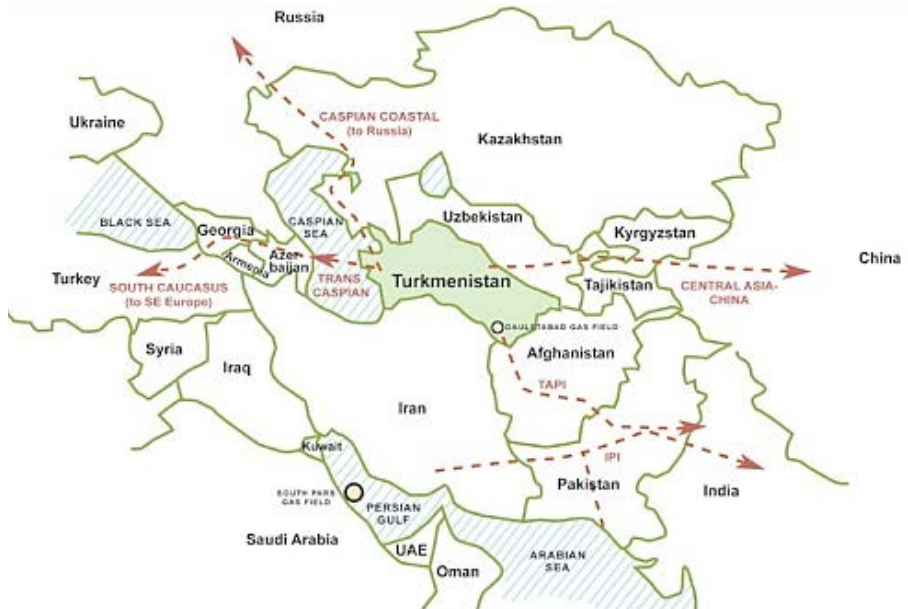 Russia
Ukraine
CASPIAN COASTAL
(to Russia)
Kazakhstan
BLACK SEA
Georgia
CASPIAN
SEA
Uzbekistan
Kyrgyzstan
Armenia
Azer
baijan
Turkey
SOUTH CAUCASUS
(to SE Europe)
TRANS
CASPIAN
Turkmenistan
Tajikistan
CENTRAL ASIA-
CHINA
China
DAULETABAD GAS FIELD
Syria
Iraq
Afghanistan
TAPI
Iran
Kuwait
IPI
Pakistan
India
SOUTH PARS
GAS FIELD
PERSIAN
GULF
Saudi Arabia
UAE
Oman
ARABIAN
SEA